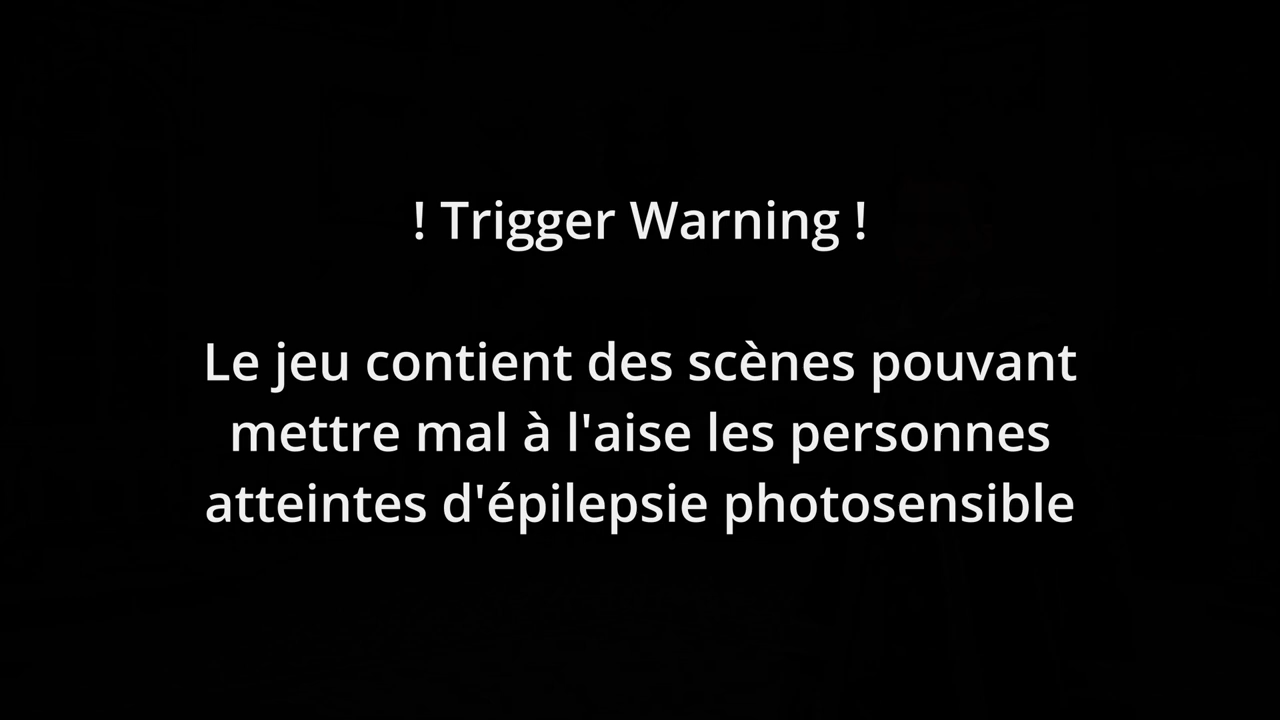 ! Trigger Warning !
Le jeu contient des scènes pouvant
mettre mal à l'aise les personnes
atteintes d'épilepsie photosensible